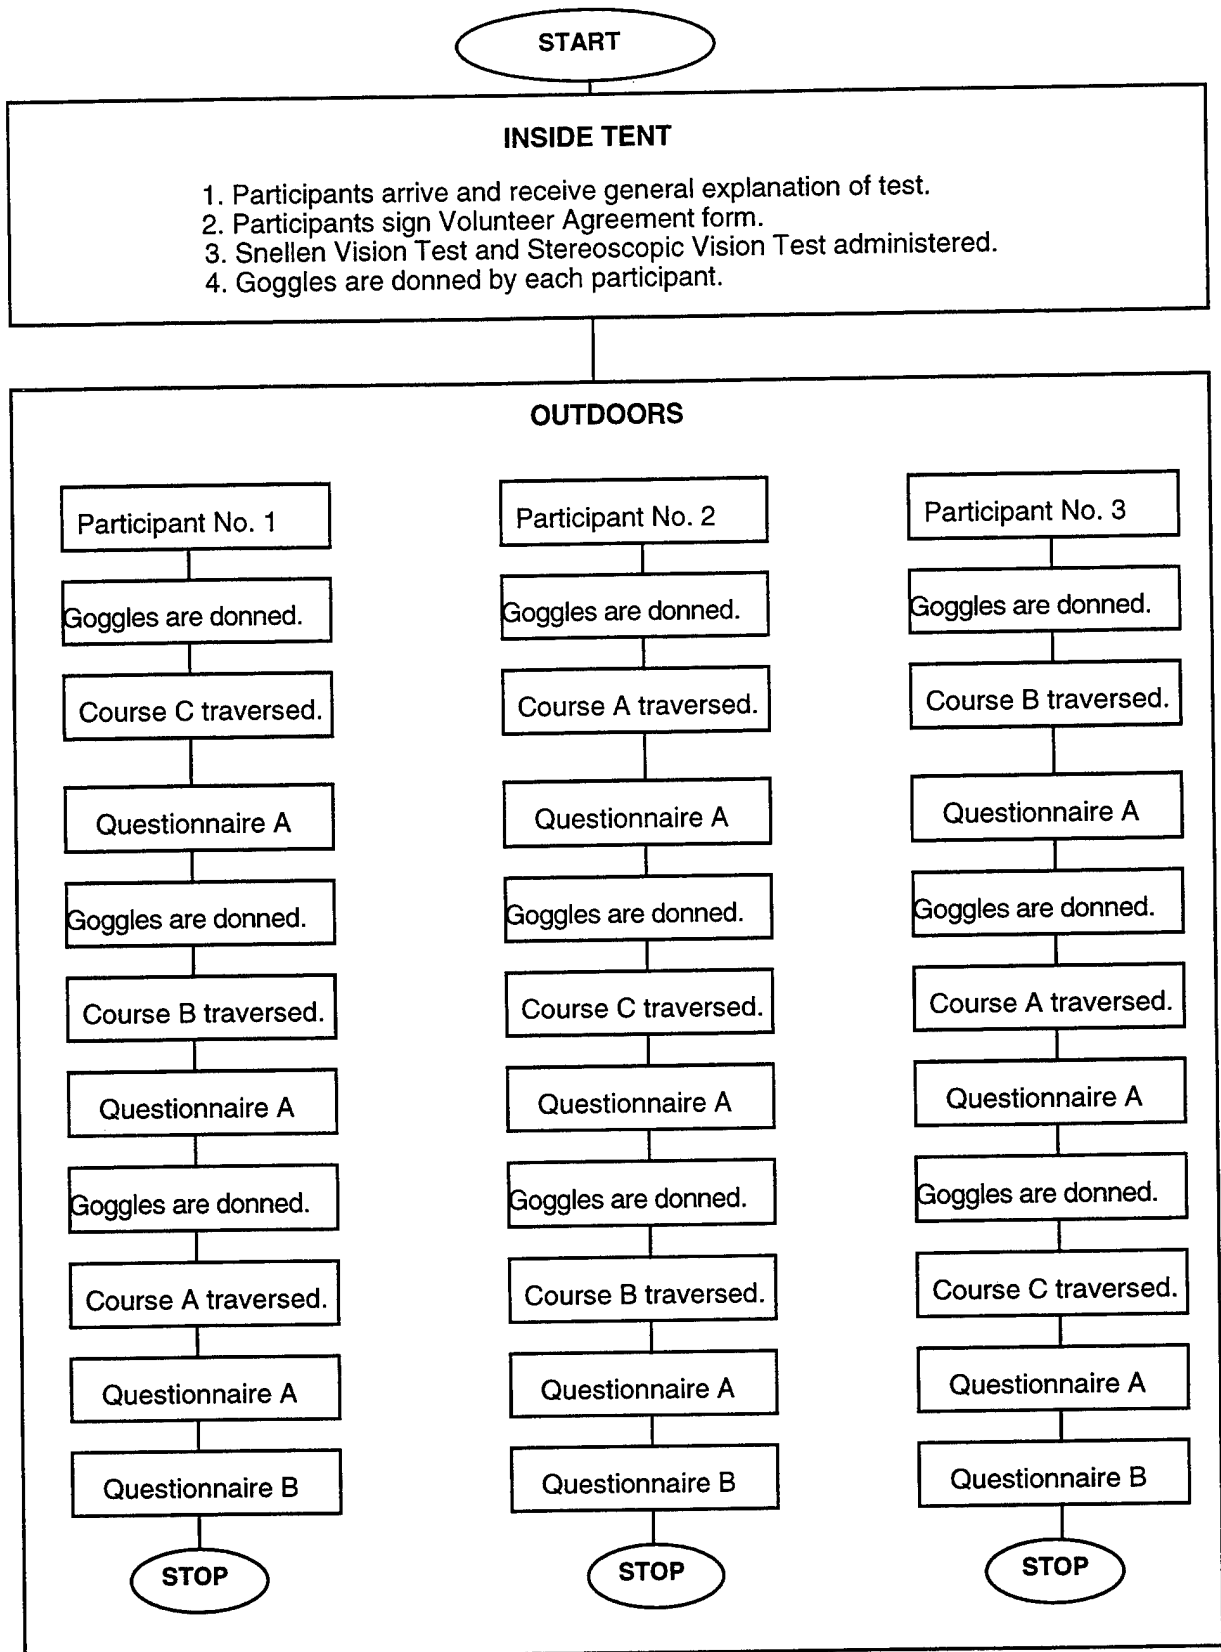 START
INSIDE TENT
1. Participants arrive and receive general explanation of test.
2. Participants sign Volunteer Agreement form.
3. Snellen Vision Test and Stereoscopic Vision Test administered.
4. Goggles are donned by each participant.
OUTDOORS
Participant No. 1
Goggles are donned.
Course C traversed.
Questionnaire A
Goggles are donned.
Course B traversed.
Questionnaire A
Goggles are donned.
Course A traversed.
Questionnaire A
Questionnaire B
STOP
Participant No. 2
Goggles are donned.
Course A traversed.
Questionnaire A
Goggles are donned.
Course C traversed.
Questionnaire A
Goggles are donned.
Course B traversed.
Questionnaire A
Questionnaire B
STOP
Participant No. 3
Goggles are donned.
Course B traversed.
Questionnaire A
Goggles are donned.
Course A traversed.
Questionnaire A
Goggles are donned.
Course C traversed.
Questionnaire A
Questionnaire B
STOP